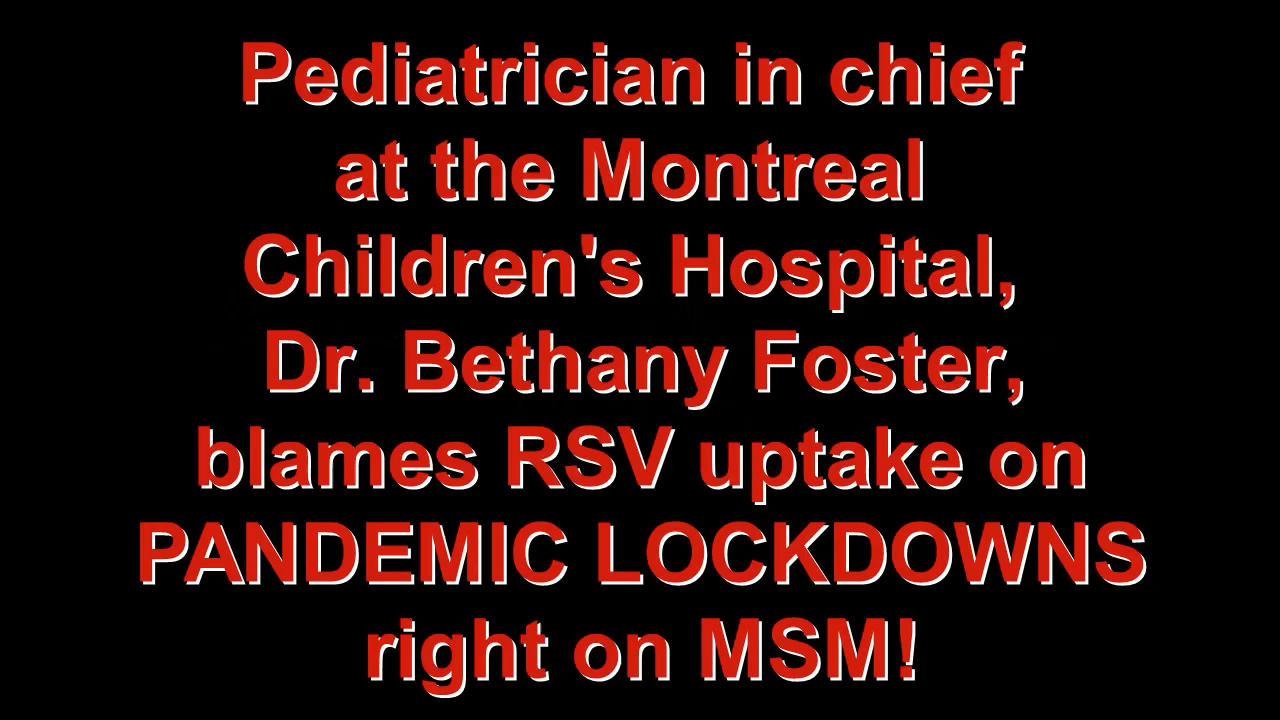 Pediatrician in chief
at the Montreal
Children's Hospital,
Dr. Bethany Foster,
blames RSV uptake on
PANDEMIC LOCKDOWNS
right on MSM!